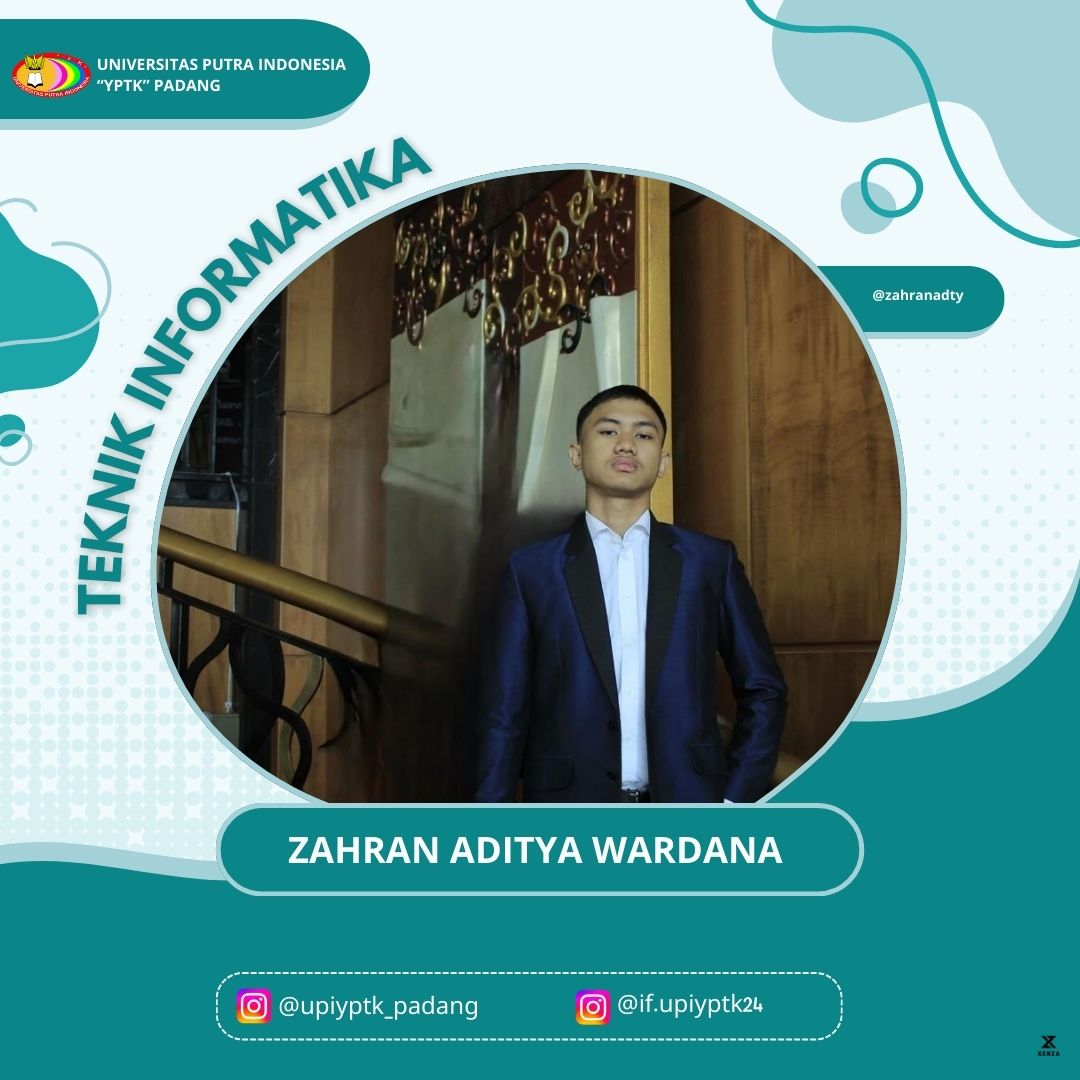 UNIVERSITAS PUTRA INDONESIA
“YPTK” PADANG
TEKNIK INFORMATIKA
@zahranadty
ZAHRAN ADITYA WARDANA
@upiyptk_padang
@if.upiyptk24
XENZA